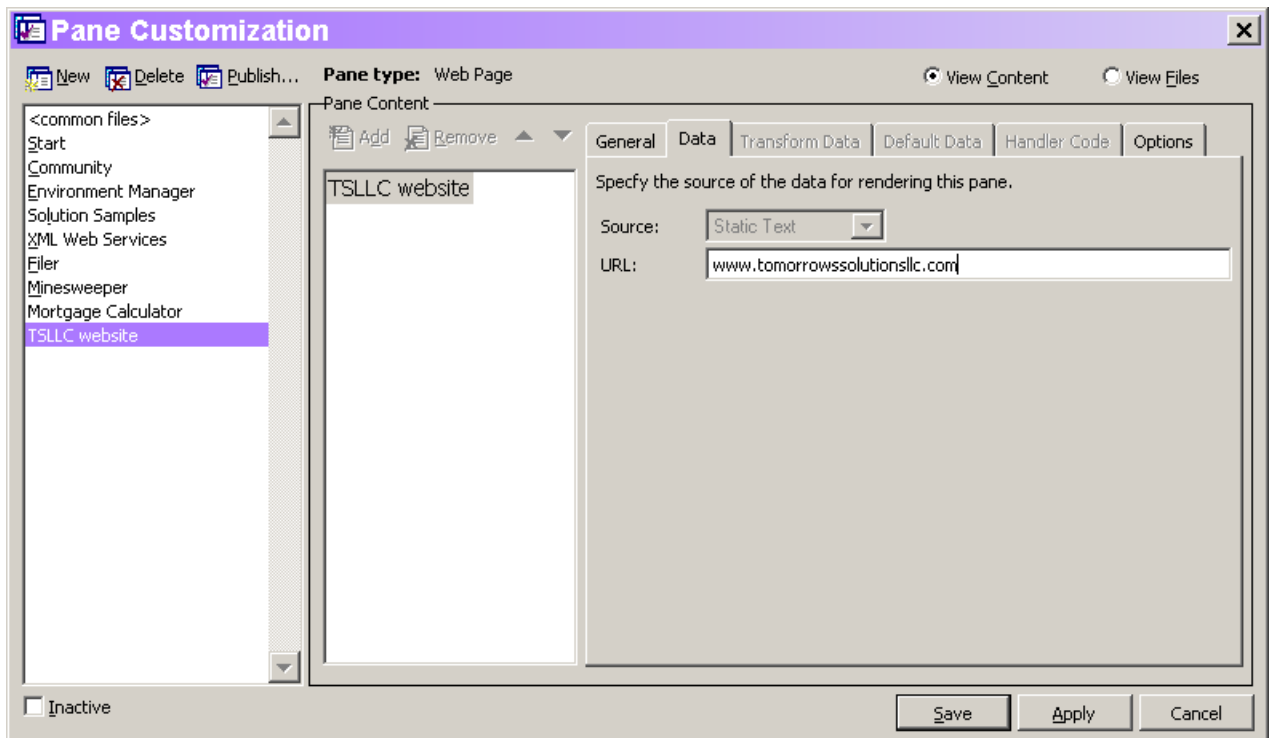 Pane Customization
New Delete Publish... Pane type: Web Page View Content View Files
Pane Content
<common files>
Start
Community
Environment Manager
Solution Samples
XML Web Services
Filer
Minesweeper
Mortgage Calculator
TSLLC website
Add Remove
TSLLC website
General Data Transform Data Default Data Handler Code Options
Specfy the source of the data for rendering this pane.
Source: Static Text
URL: www.tomorrowssolutionsllc.com
Inactive
Save Apply Cancel